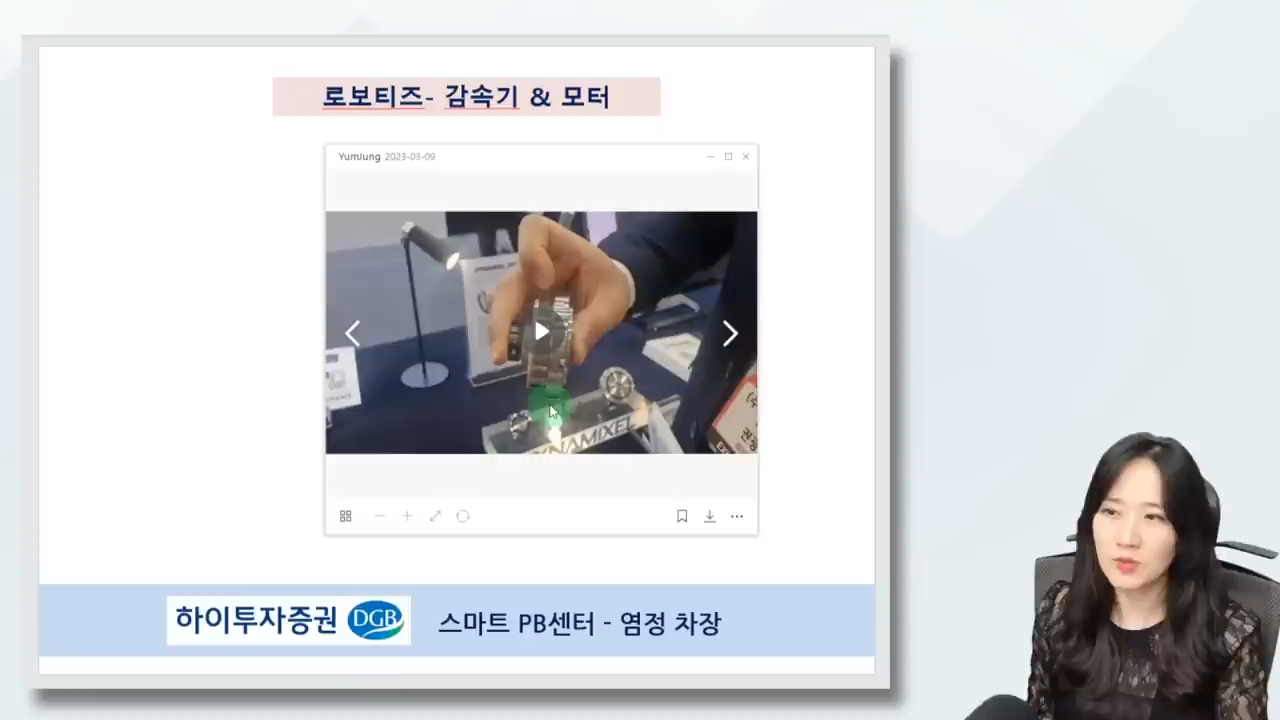 로보티즈- 감속기 & 모터
YumJung 2023-03-09
YNAMIXEL
하이투자증권 DGB
스마트 PB센터 - 염정 차장